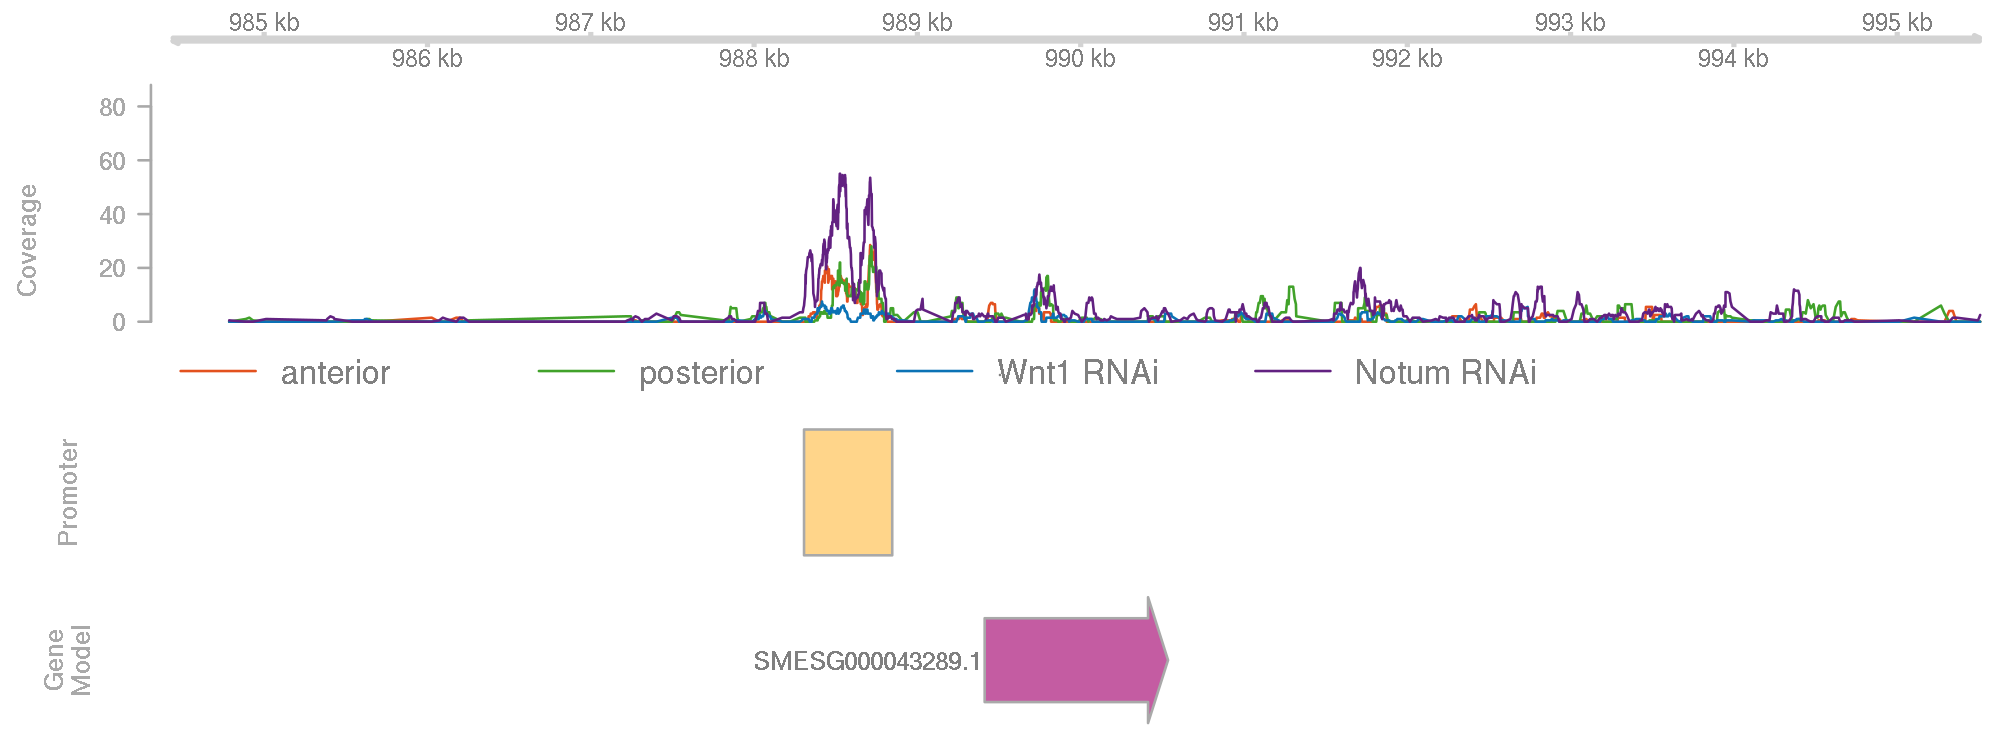 985 kb 987 kb 989 kb 991 kb 993 kb 995 kb
986 kb 988 kb 990 kb 992 kb 994 kb
Coverage
80
60
40
20
0
anterior posterior Wnt1 RNAi Notum RNAi
Promoter
Gene
Model
SMESG000043289.1